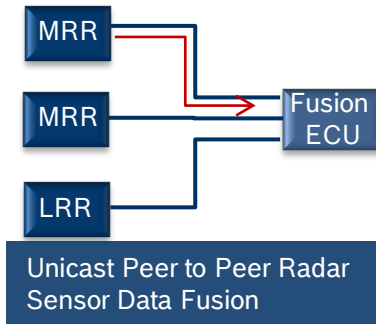 MRR
MRR
LRR
Fusion
ECU
Unicast Peer to Peer Radar
Sensor Data Fusion